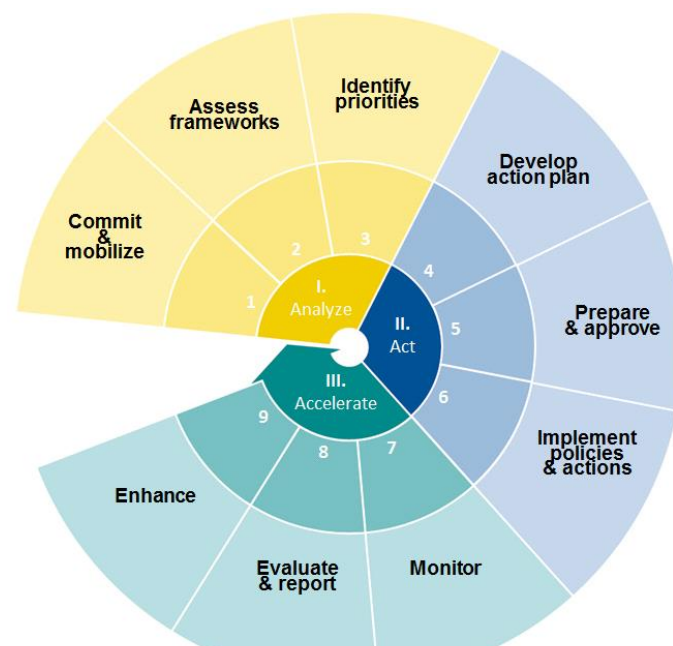 Commit
&
mobilize
1
Assess
frameworks
2
Identify
priorities
3
I.
Analyze
Develop
action plan
4
Prepare
& approve
5
Implement
policies
& actions
6
II.
Act
Monitor
7
Evaluate
& report
8
Enhance
9
III.
Accelerate